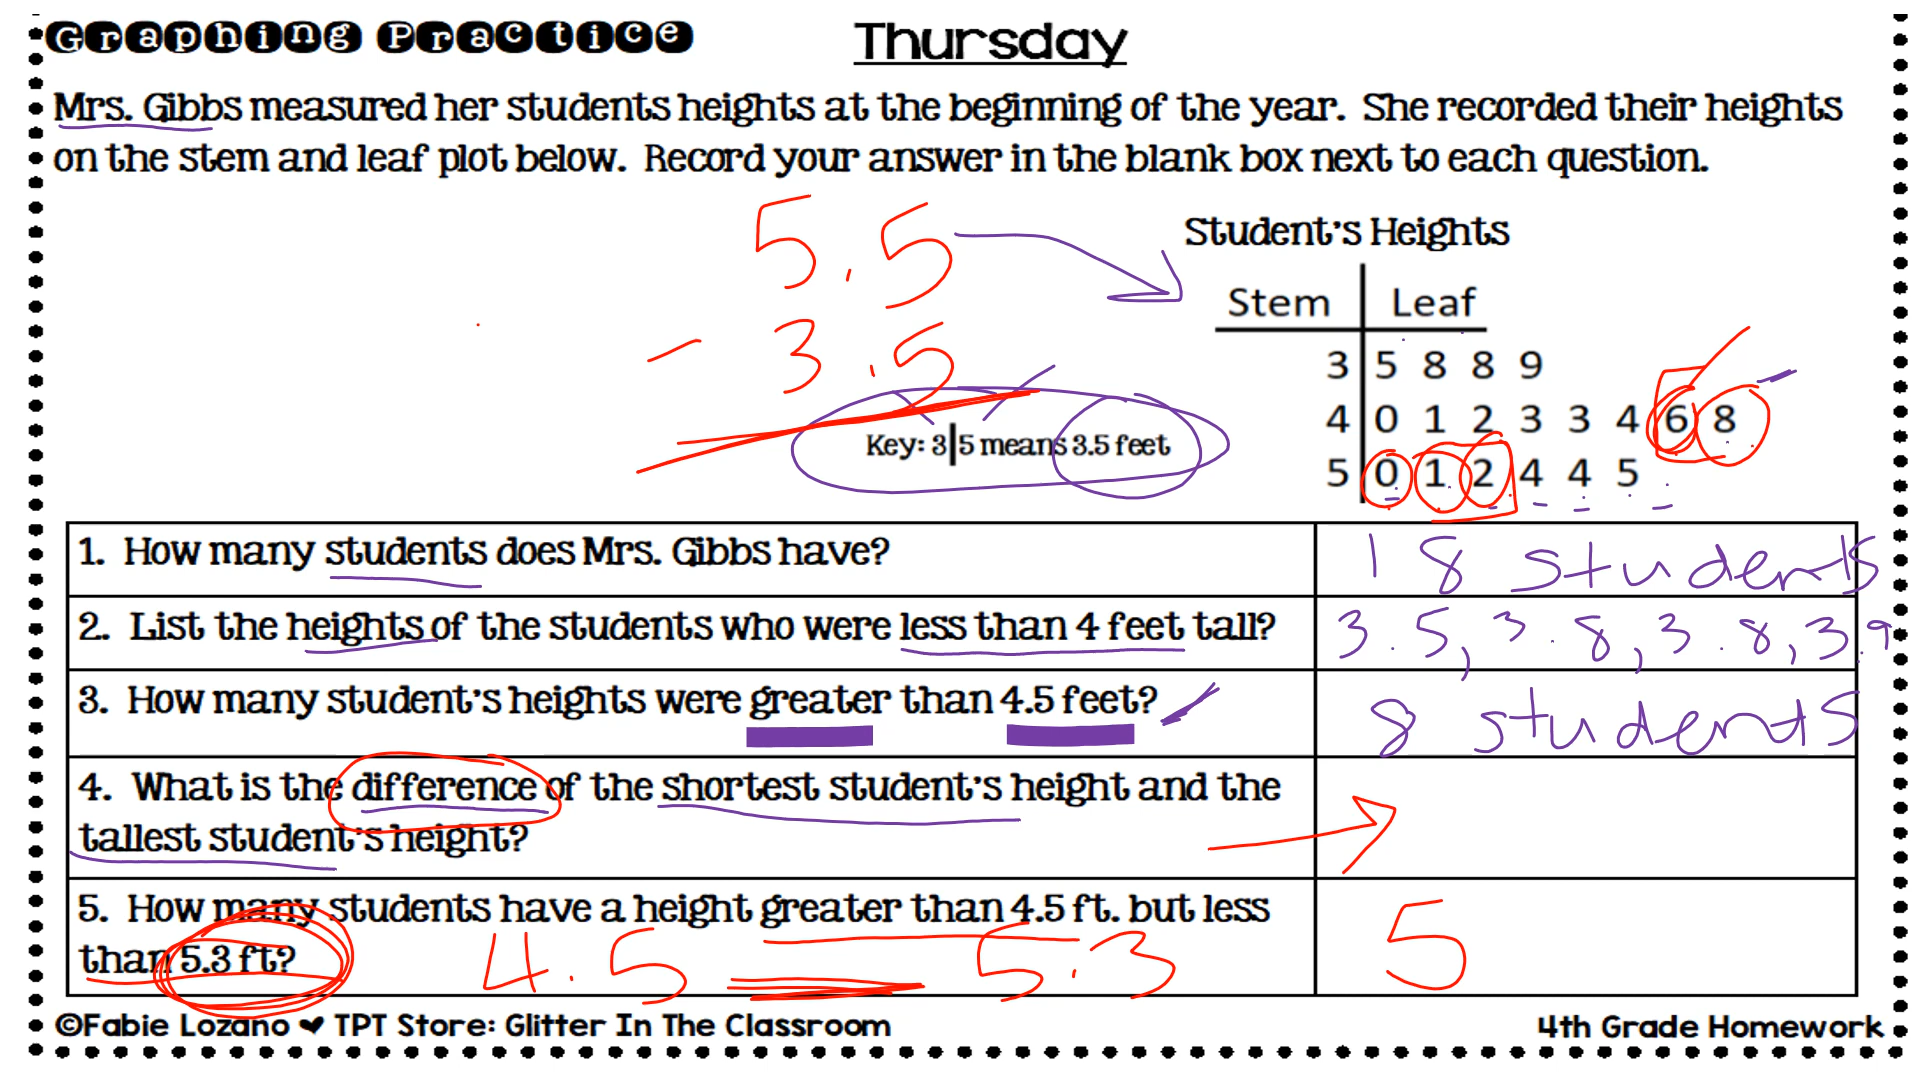 Graphing Practice
Thursday
Mrs. Gibbs measured her students heights at the beginning of the year. She recorded their heights
on the stem and leaf plot below. Record your answer in the blank box next to each question.
5.5
- 3.5
Key: 3|5 means 3.5 feet
Student's Heights
Stem Leaf
3 5 8 8 9
4 0 1 2 3 3 4 6 8
5 0 1 2 4 4 5
1. How many students does Mrs. Gibbs have?
18 students
2. List the heights of the students who were less than 4 feet tall?
3.5, 3.8, 3.8, 3.9
3. How many student's heights were greater than 4.5 feet?
8 students
4. What is the difference of the shortest student's height and the
tallest student's height?
5. How many students have a height greater than 4.5 ft. but less
than 5.3 ft?
4.5 5.3
5
©Fabie Lozano ❤ TPT Store: Glitter In The Classroom
4th Grade Homework